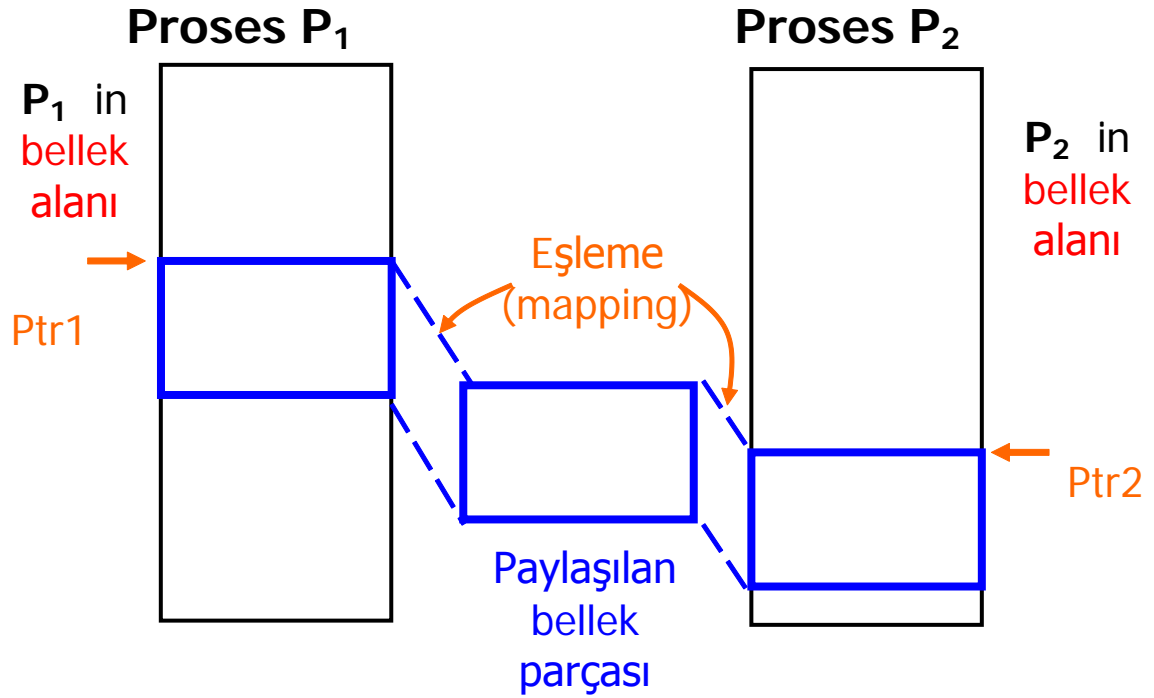 Proses P₁
Proses P₂
P₁ in
bellek
alanı
P₂ in
bellek
alanı
Eşleme
(mapping)
Ptr1
Ptr2
Paylaşılan
bellek
parçası